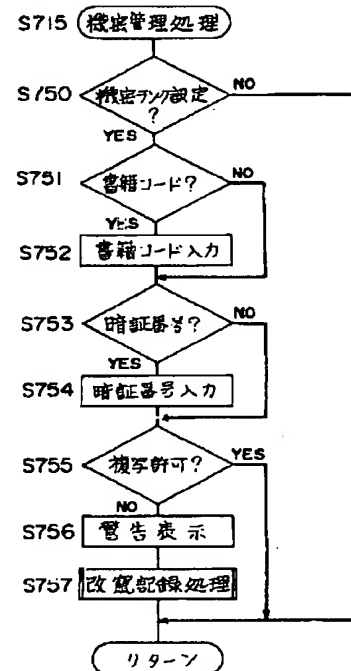 S715 機密管理処理
S750 機密ランク設定? NO
YES
S751 書籍コード? NO
YES
S752 書籍コード入力
S753 暗証番号? NO
YES
S754 暗証番号入力
S755 複写許可? YES
NO
S756 警告表示
S757 改竄記録処理
リターン